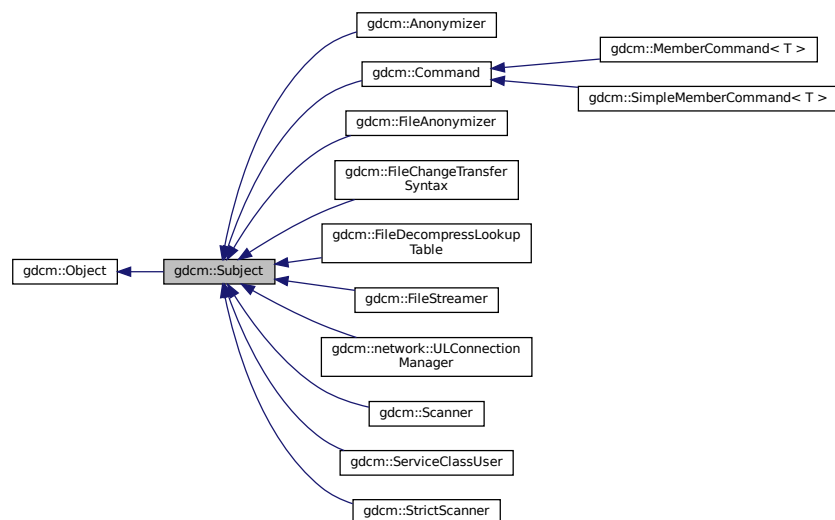 gdcm::Anonymizer
gdcm::Command
gdcm::MemberCommand< T >
gdcm::SimpleMemberCommand< T >
gdcm::FileAnonymizer
gdcm::FileChangeTransfer
Syntax
gdcm::FileDecompressLookup
Table
gdcm::Object
gdcm::Subject
gdcm::FileStreamer
gdcm::network::ULConnection
Manager
gdcm::Scanner
gdcm::ServiceClassUser
gdcm::StrictScanner